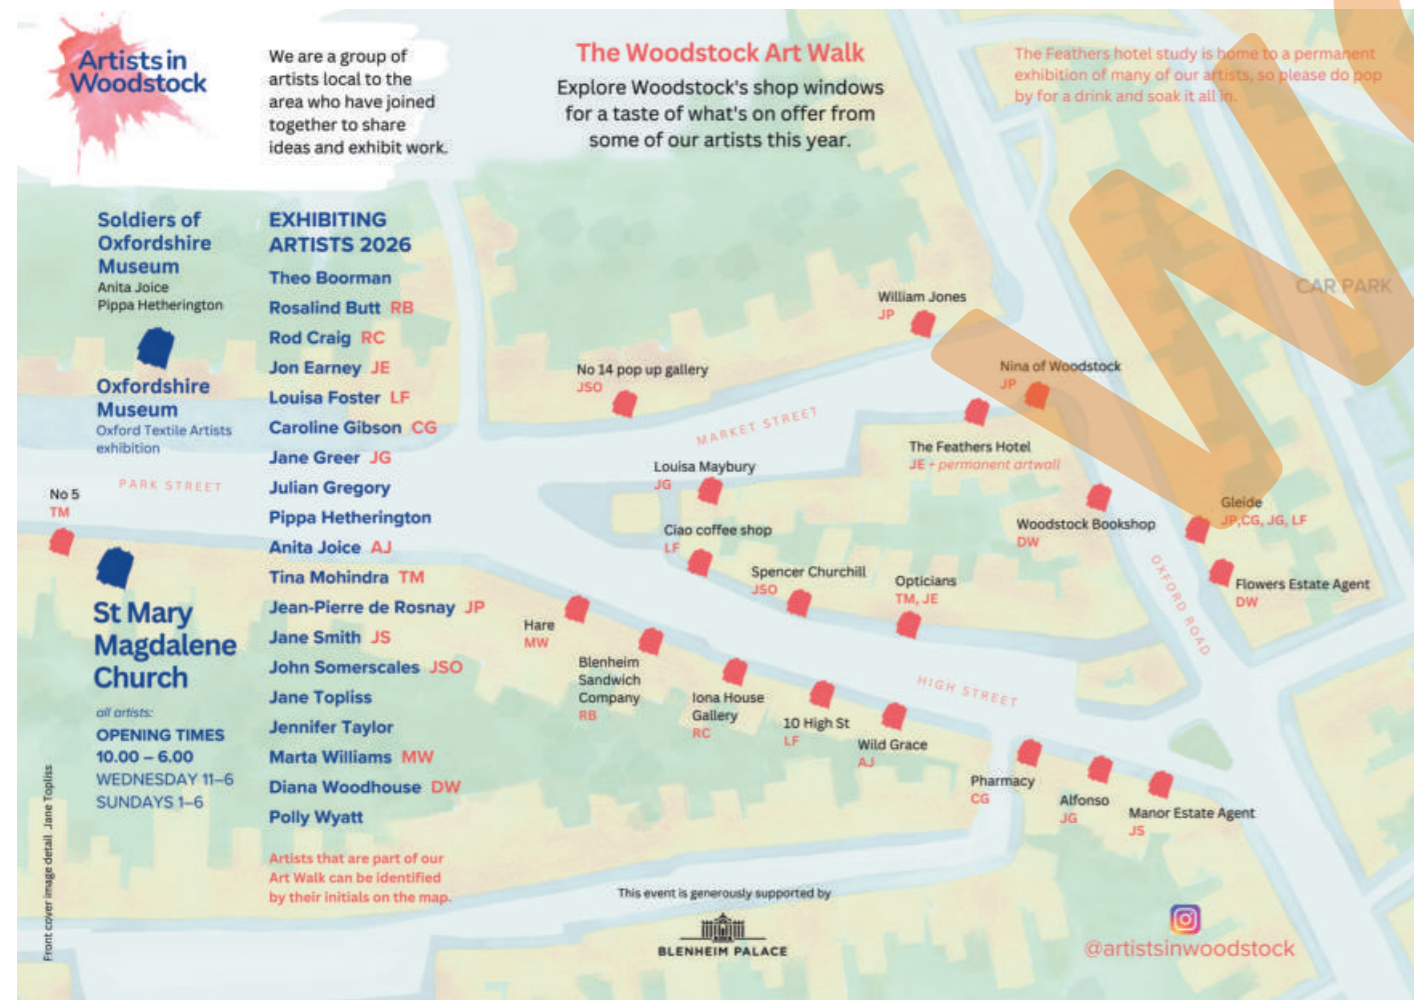 Artists in
Woodstock
We are a group of
artists local to the
area who have joined
together to share
ideas and exhibit work.
The Woodstock Art Walk
Explore Woodstock's shop windows
for a taste of what's on offer from
some of our artists this year.
The Feathers hotel study is home to a permanent
exhibition of many of our artists, so please do pop
by for a drink and soak it all in.
Soldiers of
Oxfordshire
Museum
Anita Joice
Pippa Hetherington
Oxfordshire
Museum
Oxford Textile Artists
exhibition
PARK STREET
No 5
TM
St Mary
Magdalene
Church
all artists:
OPENING TIMES
10.00 – 6.00
WEDNESDAY 11–6
SUNDAYS 1–6
Front cover image detail Jane Topliss
EXHIBITING
ARTISTS 2026
Theo Boorman
Rosalind Butt RB
Rod Craig RC
Jon Earney JE
Louisa Foster LF
Caroline Gibson CG
Jane Greer JG
Julian Gregory
Pippa Hetherington
Anita Joice AJ
Tina Mohindra TM
Jean-Pierre de Rosnay JP
Jane Smith JS
John Somerscales JSO
Jane Topliss
Jennifer Taylor
Marta Williams MW
Diana Woodhouse DW
Polly Wyatt
Artists that are part of our
Art Walk can be identified
by their initials on the map.
William Jones
JP
CAR PARK
No 14 pop up gallery
JSO
Nina of Woodstock
JP
MARKET STREET
The Feathers Hotel
JE - permanent artwall
Louisa Maybury
JG
Woodstock Bookshop
DW
Gleide
JP,CG, JG, LF
Ciao coffee shop
LF
Spencer Churchill
JSO
Opticians
TM, JE
OXFORD ROAD
Flowers Estate Agent
DW
Hare
MW
Blenheim
Sandwich
Company
RB
Iona House
Gallery
RC
10 High St
LF
Wild Grace
AJ
HIGH STREET
Pharmacy
CG
Alfonso
JG
Manor Estate Agent
JS
This event is generously supported by
BLENHEIM PALACE
@artistsinwoodstock